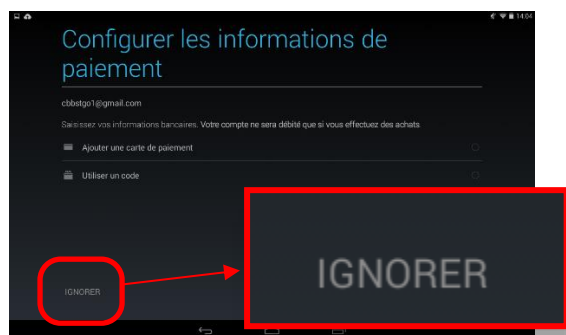 14:04
Configurer les informations de
paiement
cbbstgo1@gmail.com
Saisissez vos informations bancaires. Votre compte ne sera débité que si vous effectuez des achats
Ajouter une carte de paiement
Utiliser un code
IGNORER
IGNORER